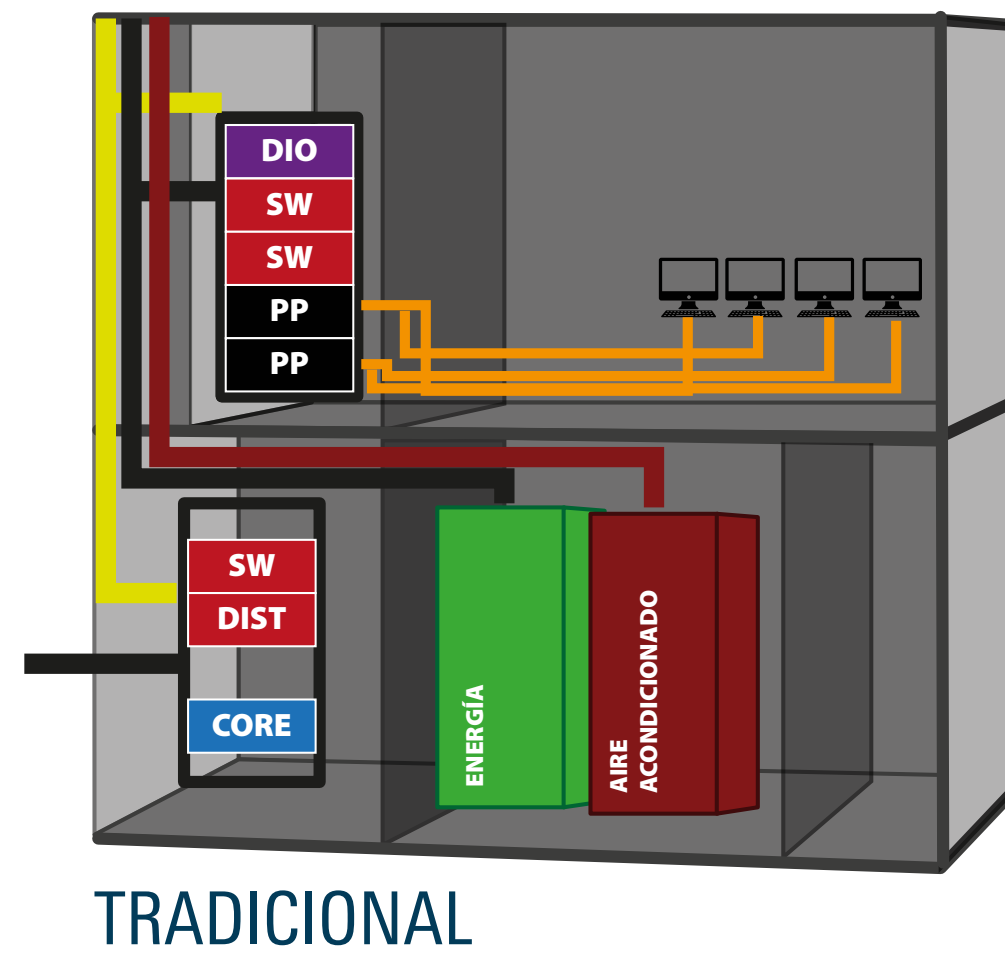 DIO
SW
SW
PP
PP
SW
DIST
CORE
ENERGÍA
AIRE
ACONDICIONADO
TRADICIONAL